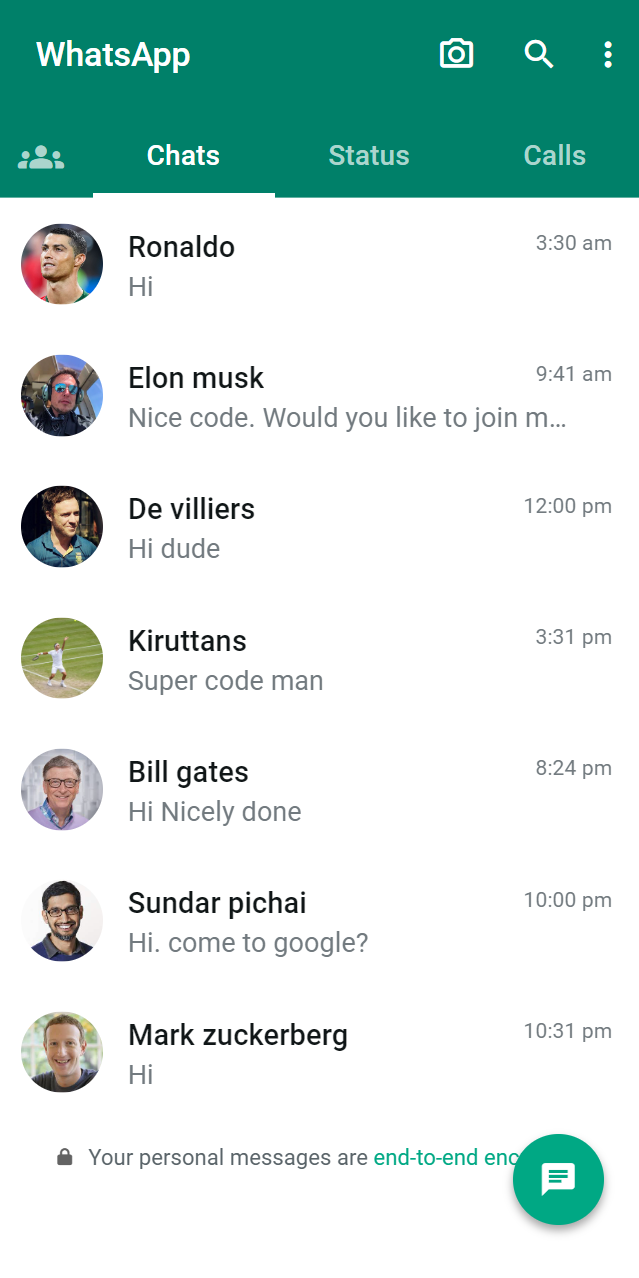 WhatsApp
Chats Status Calls
Ronaldo 3:30 am
Hi
Elon musk 9:41 am
Nice code. Would you like to join m...
De villiers 12:00 pm
Hi dude
Kiruttans 3:31 pm
Super code man
Bill gates 8:24 pm
Hi Nicely done
Sundar pichai 10:00 pm
Hi. come to google?
Mark zuckerberg 10:31 pm
Hi
Your personal messages are end-to-end enc